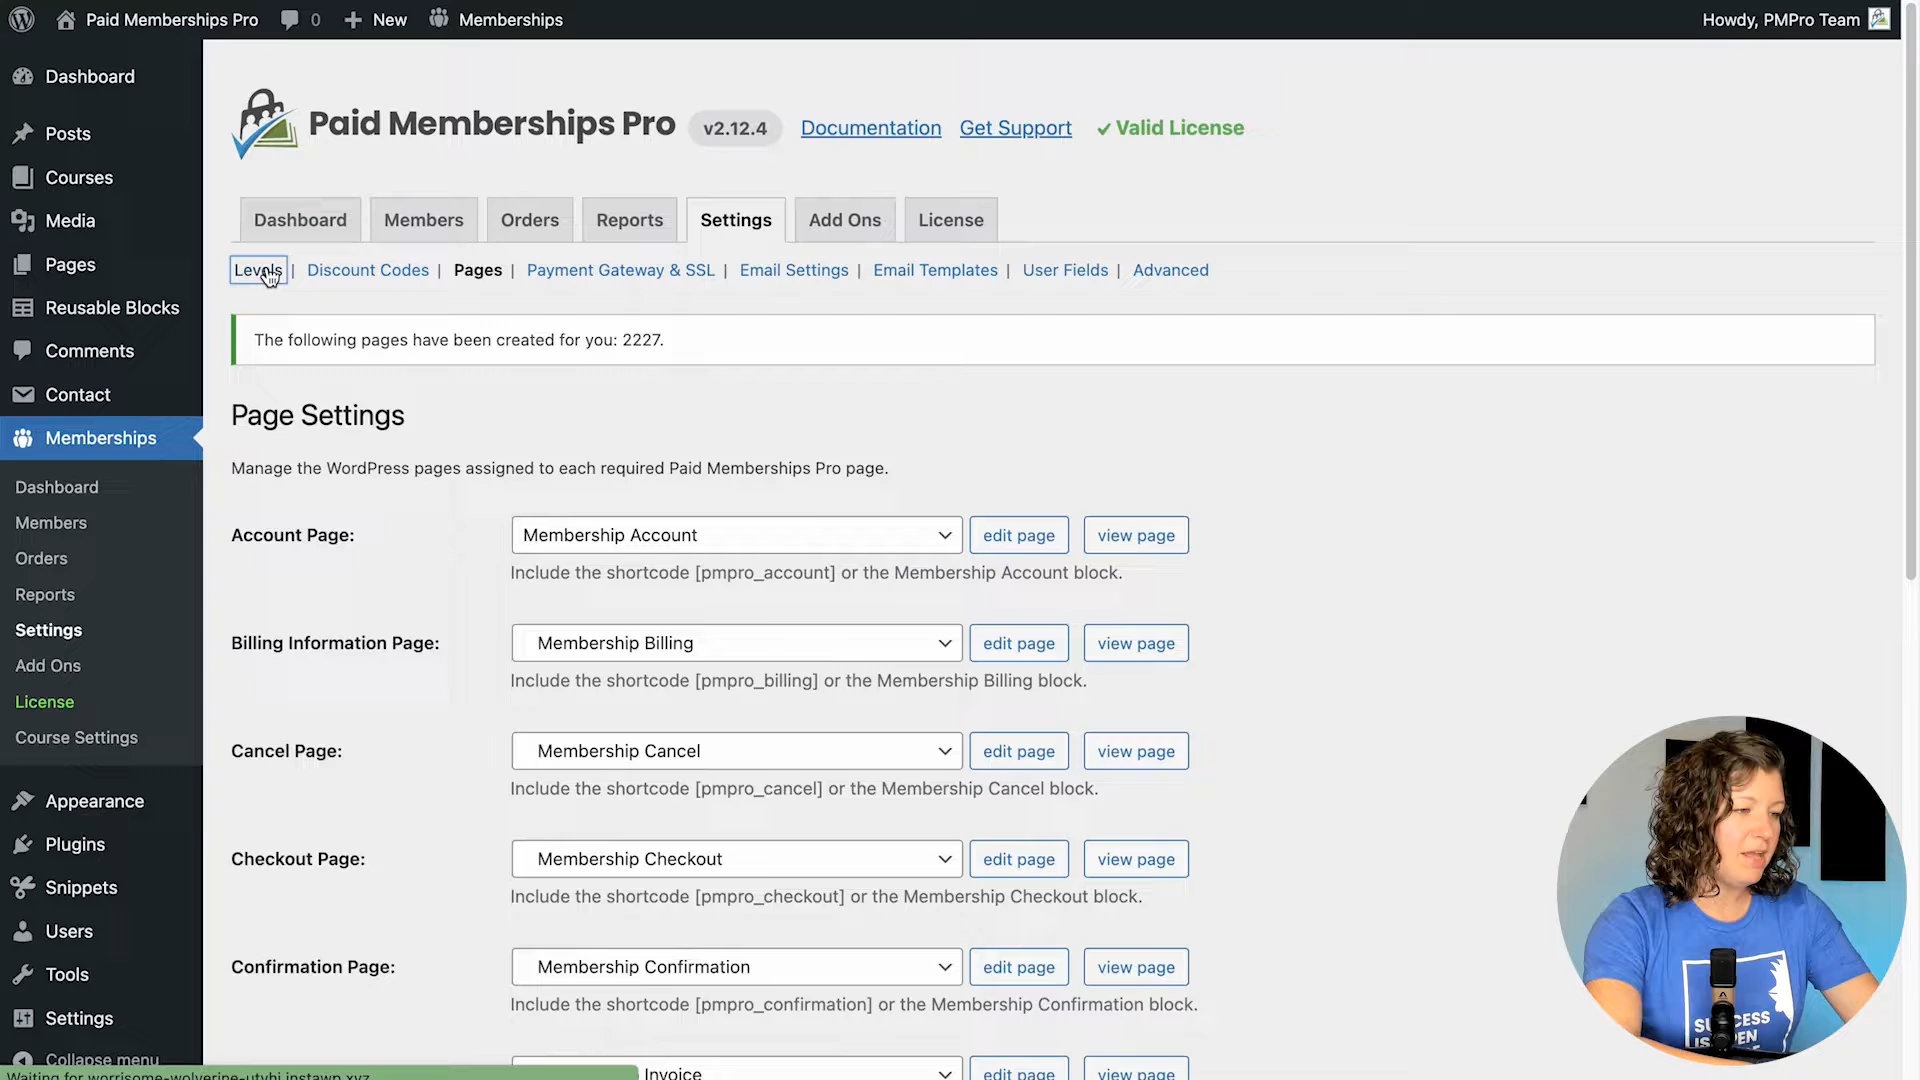 Paid Memberships Pro 0 New Memberships Howdy, PMPro Team
Dashboard
Posts
Courses
Media
Pages
Reusable Blocks
Comments
Contact
Memberships
Dashboard
Members
Orders
Reports
Settings
Add Ons
License
Course Settings
Appearance
Plugins
Snippets
Users
Tools
Settings
Collapse menu
Paid Memberships Pro v2.12.4 Documentation Get Support Valid License
Dashboard Members Orders Reports Settings Add Ons License
Levels | Discount Codes | Pages | Payment Gateway & SSL | Email Settings | Email Templates | User Fields | Advanced
The following pages have been created for you: 2227.
Page Settings
Manage the WordPress pages assigned to each required Paid Memberships Pro page.
Account Page: Membership Account edit page view page
Include the shortcode [pmpro_account] or the Membership Account block.
Billing Information Page: Membership Billing edit page view page
Include the shortcode [pmpro_billing] or the Membership Billing block.
Cancel Page: Membership Cancel edit page view page
Include the shortcode [pmpro_cancel] or the Membership Cancel block.
Checkout Page: Membership Checkout edit page view page
Include the shortcode [pmpro_checkout] or the Membership Checkout block.
Confirmation Page: Membership Confirmation edit page view page
Include the shortcode [pmpro_confirmation] or the Membership Confirmation block.
Invoice edit page view page
Waiting for worrisome-wolverine-utyhi.instawp.xyz